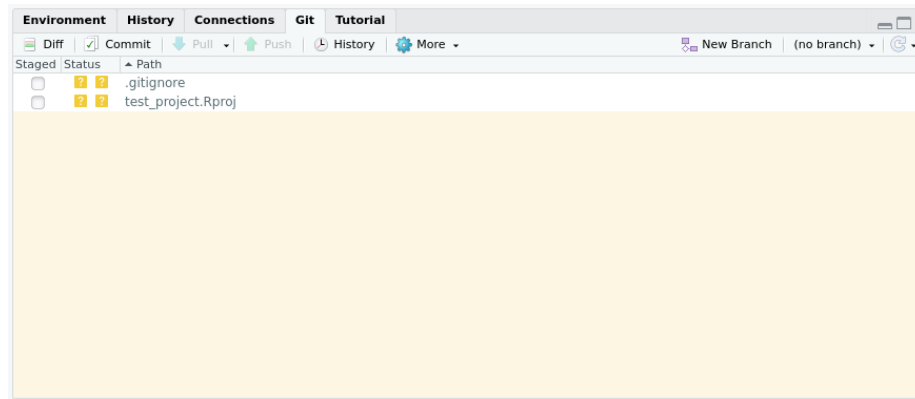 Environment History Connections Git Tutorial
Diff Commit Pull Push History More New Branch (no branch)
Staged Status Path
? ? .gitignore
? ? test_project.Rproj